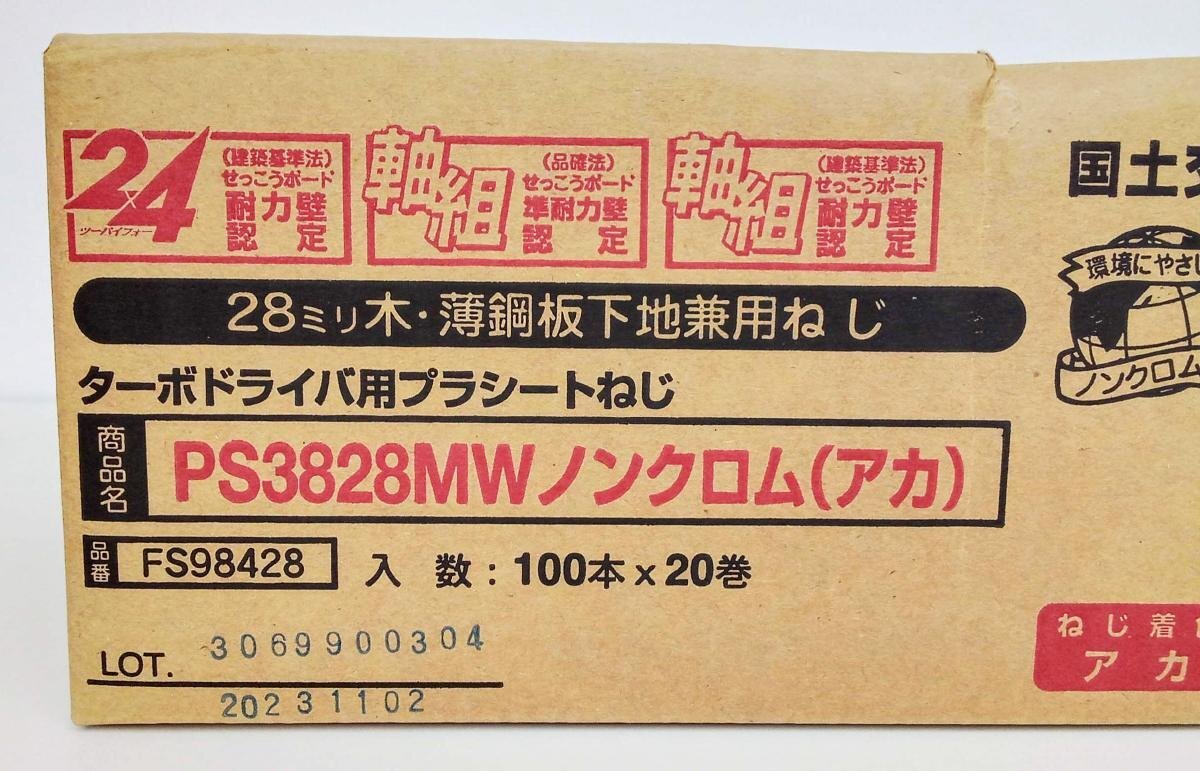 2×4
ツーバイフォー
(建築基準法)
せっこうボード
耐力壁
認定
軸組
(品確法)
せっこうボード
準耐力壁
認定
軸組
(建築基準法)
せっこうボード
耐力壁
認定
国土
環境にやさし
ノンクロム
28ミリ木・薄鋼板下地兼用ねじ
ターボドライバ用プラシートねじ
商品名
PS3828MWノンクロム(アカ)
品番
FS98428
入数:100本x20巻
ねじ着
アカ
LOT.
3069900304
20231102